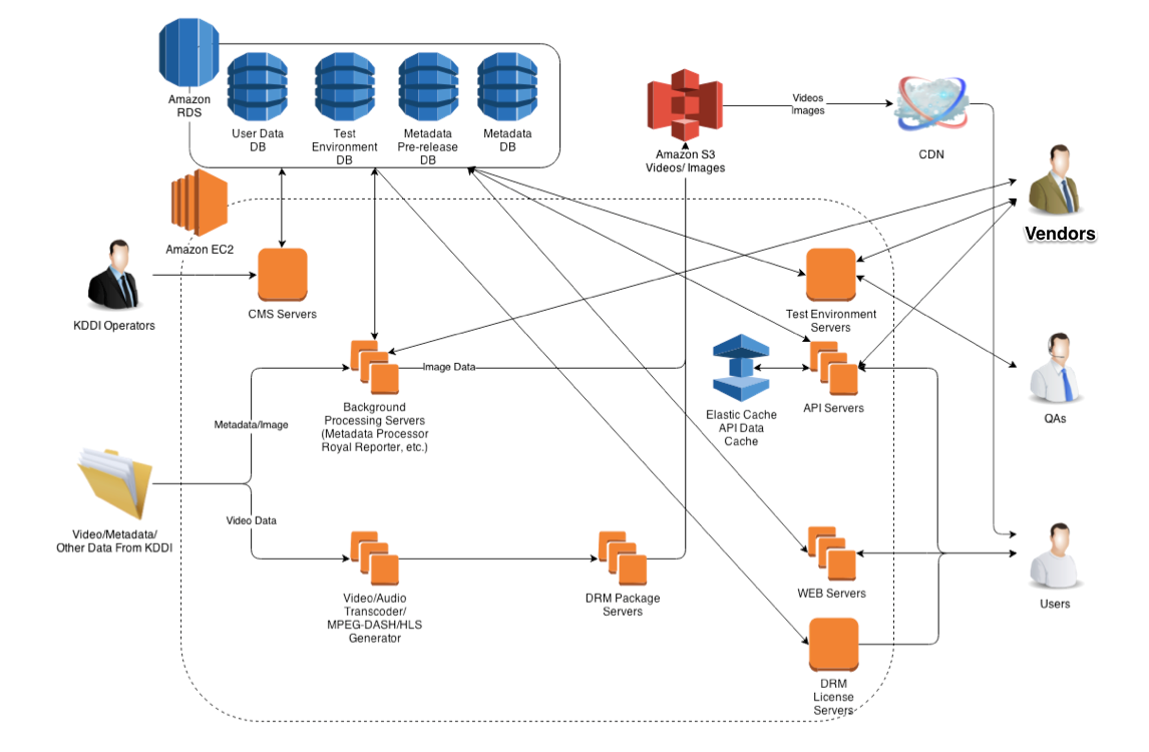 Amazon
RDS
User Data
DB
Test
Environment
DB
Metadata
Pre-release
DB
Metadata
DB
Amazon S3
Videos/ Images
Videos
Images
CDN
Vendors
Amazon EC2
KDDI Operators
CMS Servers
Test Environment
Servers
QAs
Image Data
Elastic Cache
API Data
Cache
API Servers
Background
Processing Servers
(Metadata Processor
Royal Reporter, etc.)
Metadata/Image
Video/Metadata/
Other Data From KDDI
Video Data
Video/Audio
Transcoder/
MPEG-DASH/HLS
Generator
DRM Package
Servers
WEB Servers
Users
DRM
License
Servers